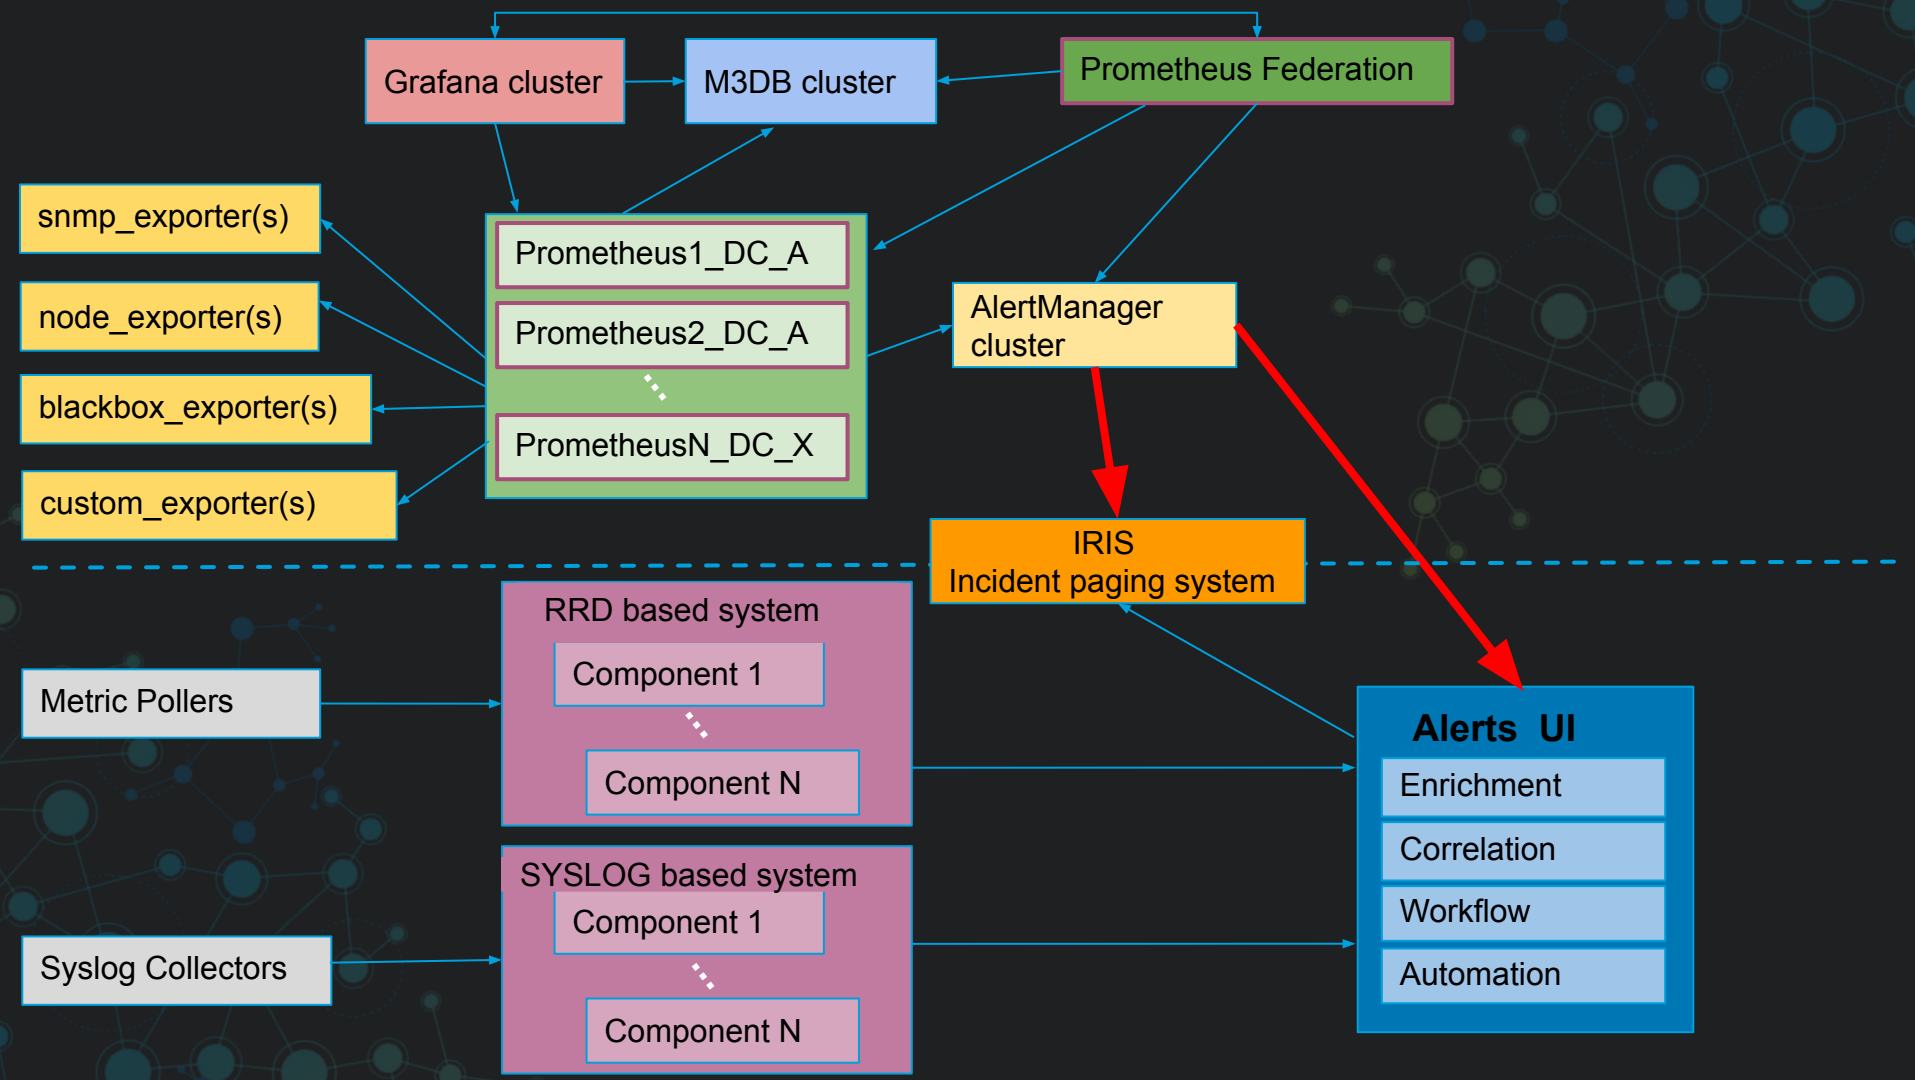 Grafana cluster
M3DB cluster
Prometheus Federation
snmp_exporter(s)
node_exporter(s)
blackbox_exporter(s)
custom_exporter(s)
Prometheus1_DC_A
Prometheus2_DC_A
PrometheusN_DC_X
AlertManager
cluster
IRIS
Incident paging system
Metric Pollers
RRD based system
Component 1
Component N
Syslog Collectors
SYSLOG based system
Component 1
Component N
Alerts UI
Enrichment
Correlation
Workflow
Automation